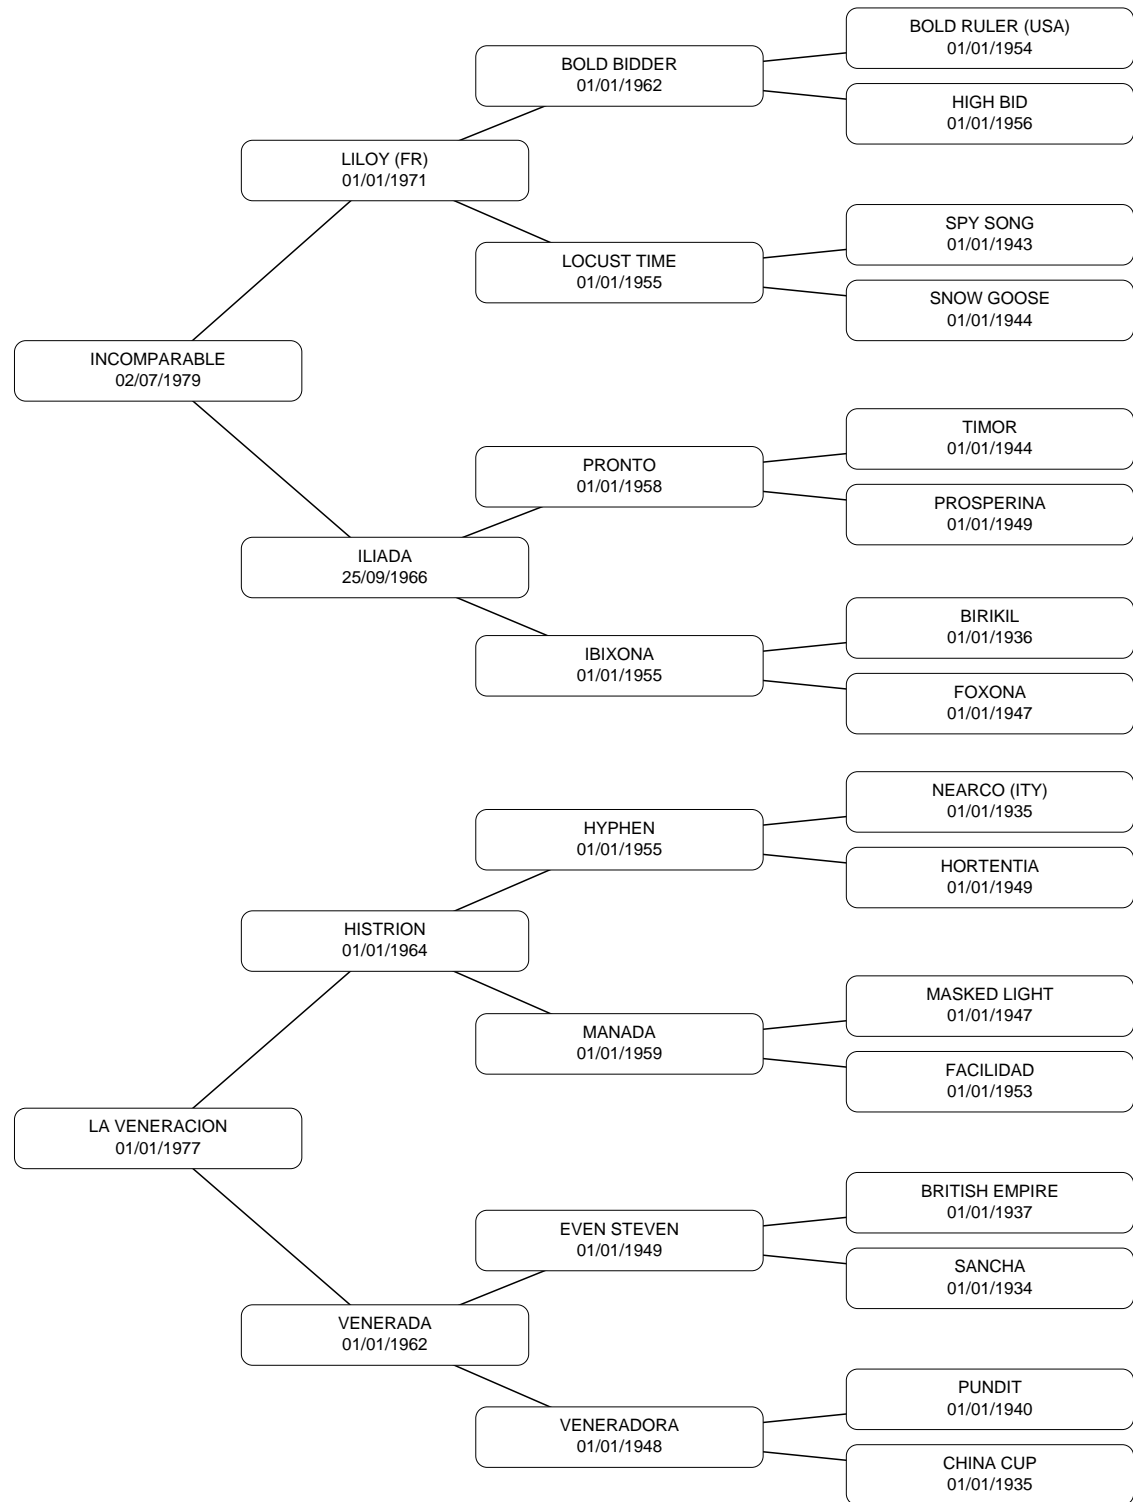 BOLD RULER (USA)
01/01/1954
BOLD BIDDER
01/01/1962
HIGH BID
01/01/1956
LILOY (FR)
01/01/1971
SPY SONG
01/01/1943
LOCUST TIME
01/01/1955
SNOW GOOSE
01/01/1944
INCOMPARABLE
02/07/1979
TIMOR
01/01/1944
PRONTO
01/01/1958
PROSPERINA
01/01/1949
ILIADA
25/09/1966
BIRIKIL
01/01/1936
IBIXONA
01/01/1955
FOXONA
01/01/1947
NEARCO (ITY)
01/01/1935
HYPHEN
01/01/1955
HORTENTIA
01/01/1949
HISTRION
01/01/1964
MASKED LIGHT
01/01/1947
MANADA
01/01/1959
FACILIDAD
01/01/1953
LA VENERACION
01/01/1977
BRITISH EMPIRE
01/01/1937
EVEN STEVEN
01/01/1949
SANCHA
01/01/1934
VENERADA
01/01/1962
PUNDIT
01/01/1940
VENERADORA
01/01/1948
CHINA CUP
01/01/1935